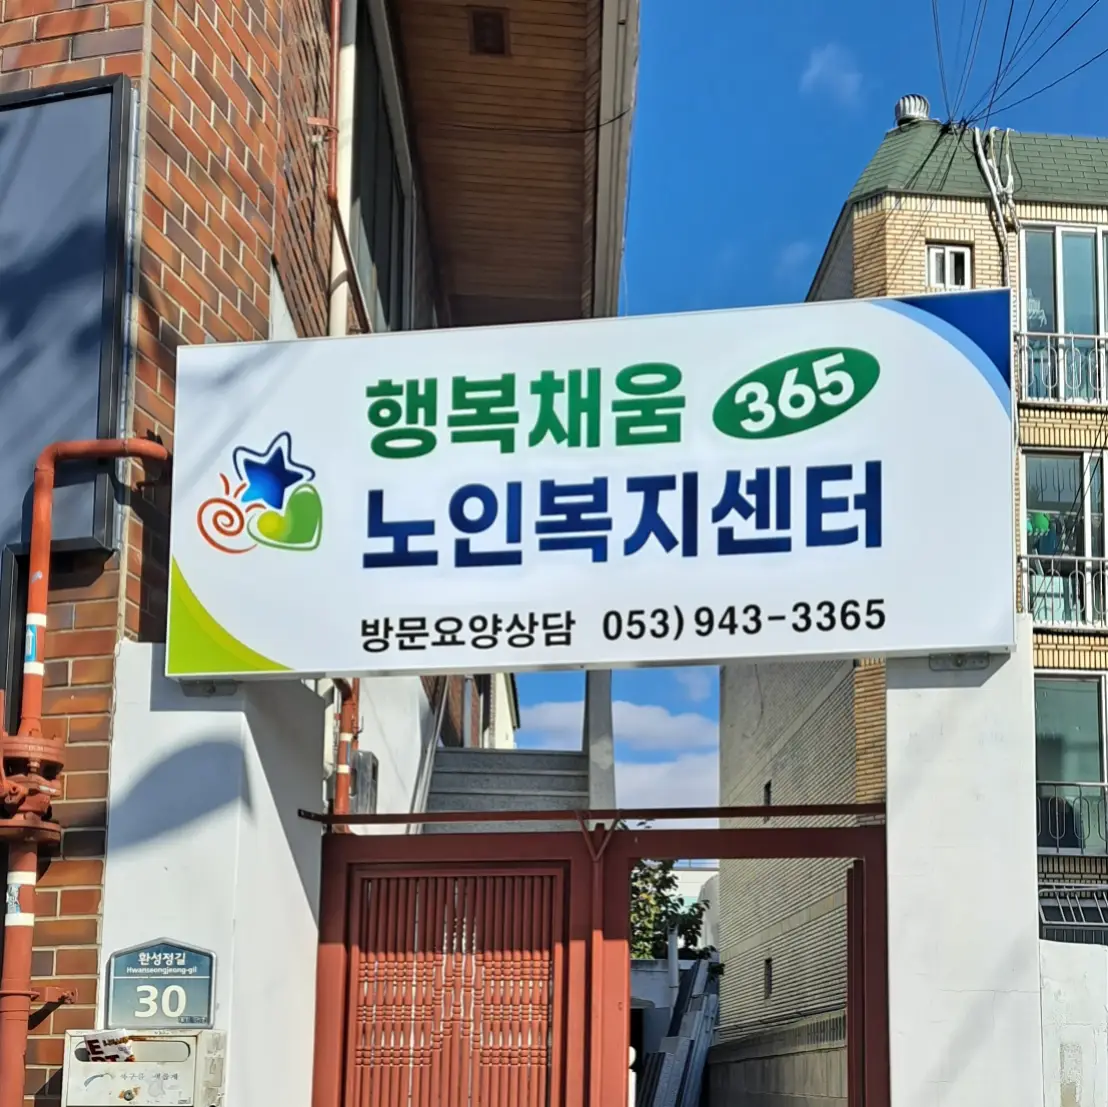 행복채움 365
노인복지센터
방문요양상담 053) 943-3365
환성정길
Hwanseongjeong-gil
30